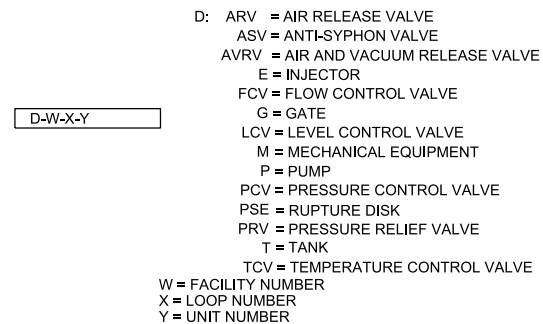 D: ARV = AIR RELEASE VALVE
ASV = ANTI-SYPHON VALVE
AVRV = AIR AND VACUUM RELEASE VALVE
E = INJECTOR
FCV = FLOW CONTROL VALVE
G = GATE
D-W-X-Y
LCV = LEVEL CONTROL VALVE
M = MECHANICAL EQUIPMENT
P = PUMP
PCV = PRESSURE CONTROL VALVE
PSE = RUPTURE DISK
PRV = PRESSURE RELIEF VALVE
T = TANK
TCV = TEMPERATURE CONTROL VALVE
W = FACILITY NUMBER
X = LOOP NUMBER
Y = UNIT NUMBER